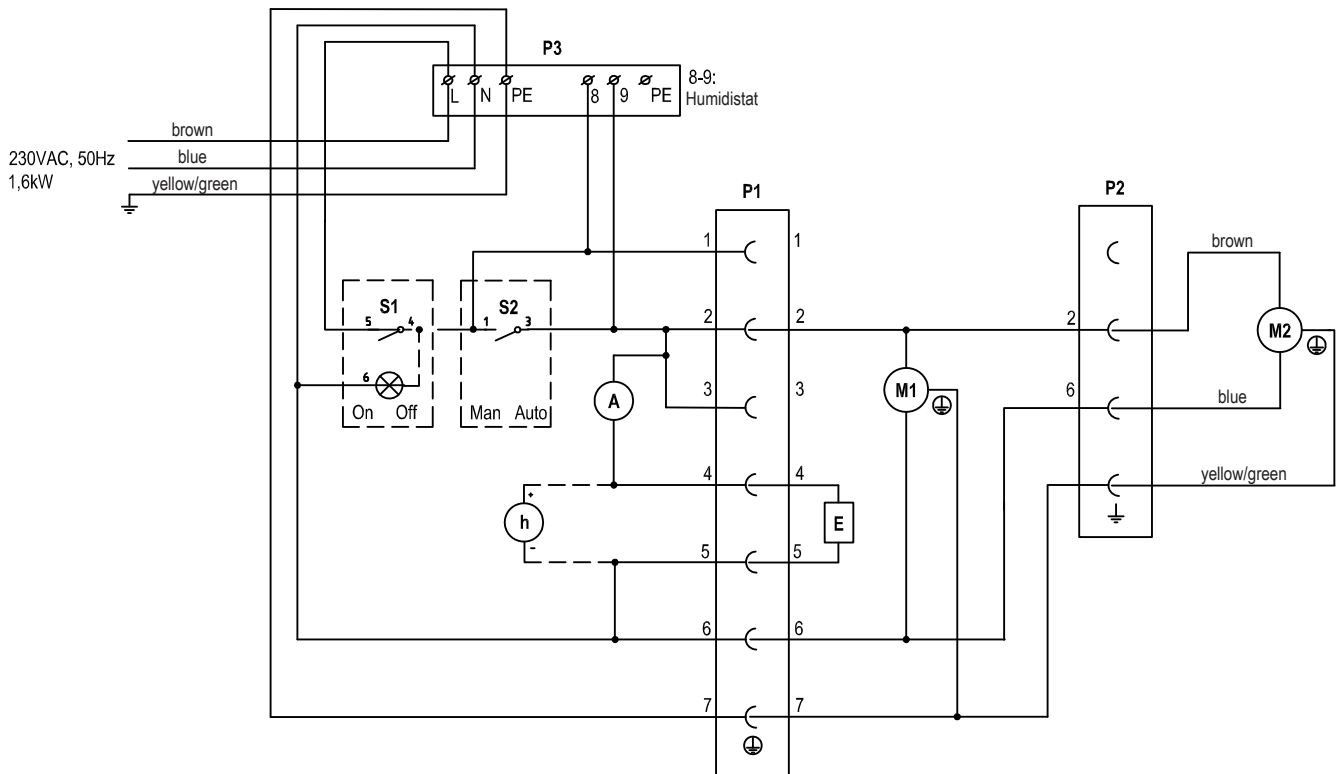 P3
L N PE 8 9 PE
8-9:
Humidistat
brown
230VAC, 50Hz
blue
1,6kW
yellow/green
P1
P2
1 1
brown
S1
S2
5 4
1 3
2 2
2
M2
6
On Off
Man Auto
A
3 3
M1
6
blue
4 4
yellow/green
+
h
E
-
5 5
6 6
7 7